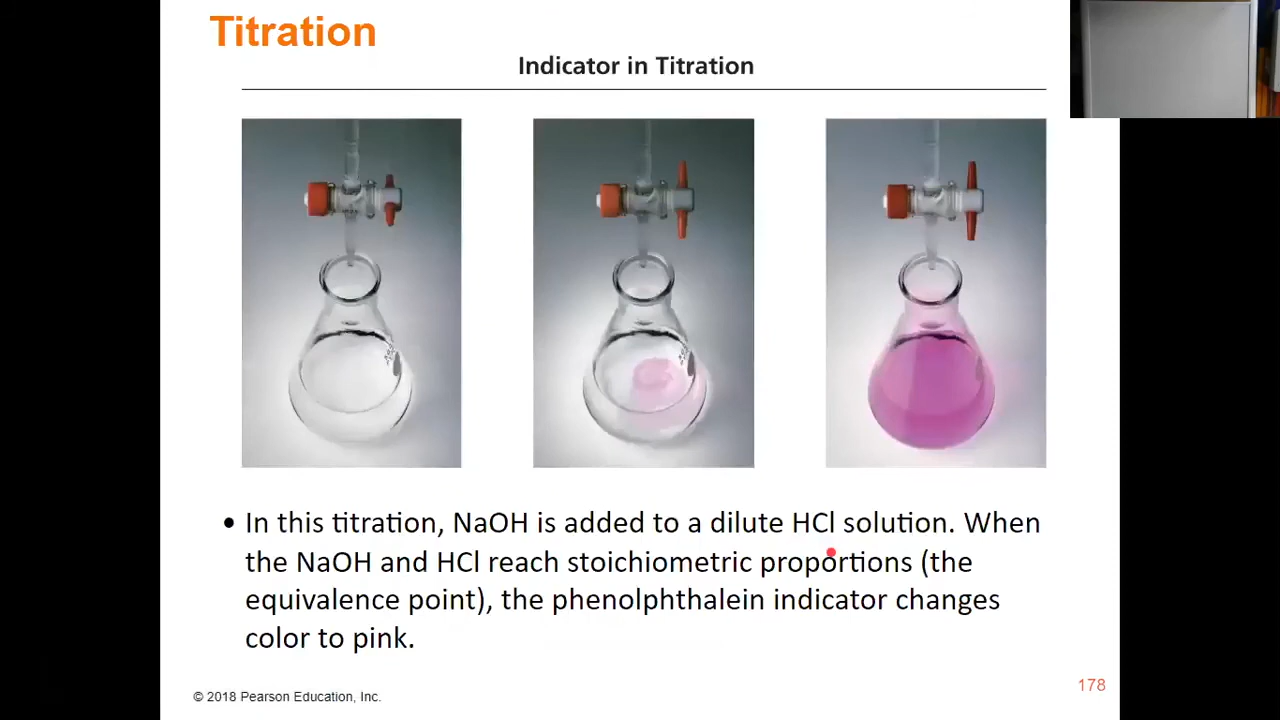 Titration
Indicator in Titration
• In this titration, NaOH is added to a dilute HCl solution. When
the NaOH and HCl reach stoichiometric proportions (the
equivalence point), the phenolphthalein indicator changes
color to pink.
© 2018 Pearson Education, Inc.
178